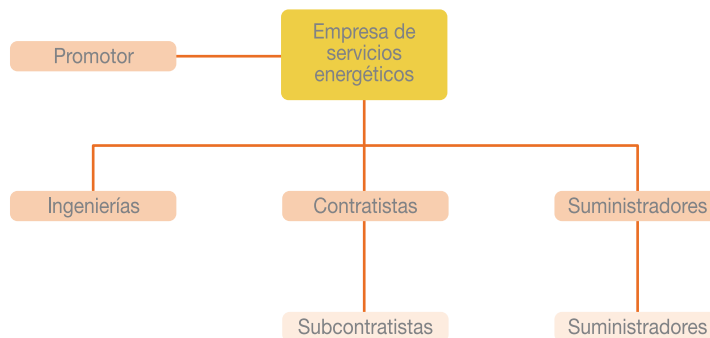 Empresa de
servicios
energéticos
Promotor
Ingenierías
Contratistas
Suministradores
Subcontratistas
Suministradores